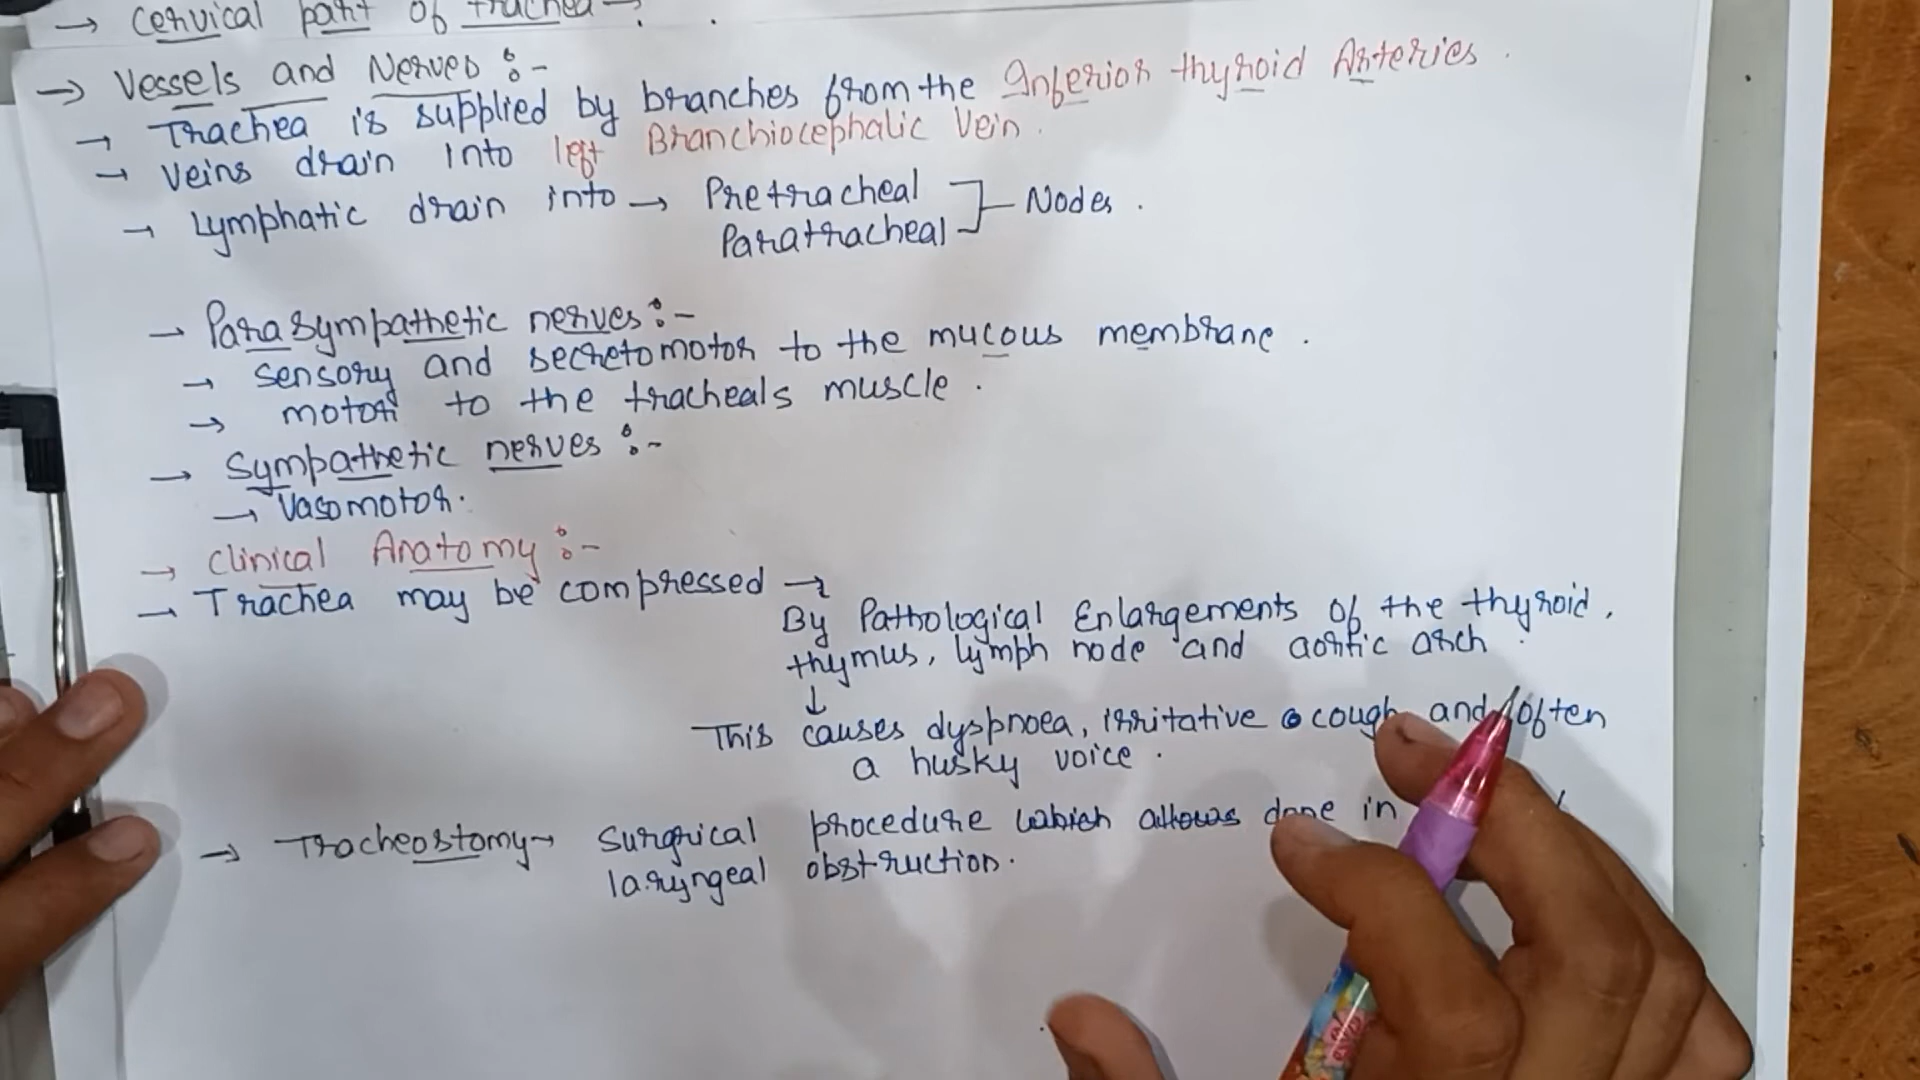 → Cervical part of trachea →
→ Vessels and Nerves :-
→ Trachea is supplied by branches from the Inferior thyroid Arteries.
→ Veins drain into left Branchiocephalic Vein.
→ Lymphatic drain into → Pretracheal
Paratracheal ]- Nodes.
→ Parasympathetic nerves :-
→ Sensory and secretomotor to the mucous membrane.
→ motor to the tracheals muscle.
→ Sympathetic nerves :-
→ Vasomotor.
→ Clinical Anatomy :-
→ Trachea may be compressed →
By Pathological Enlargements of the thyroid,
thymus, lymph node and aortic arch.
↓
This causes dyspnoea, irritative cough and often
a husky voice.
→ Tracheostomy → Surgrical procedure which allows done in
laryngeal obstruction.